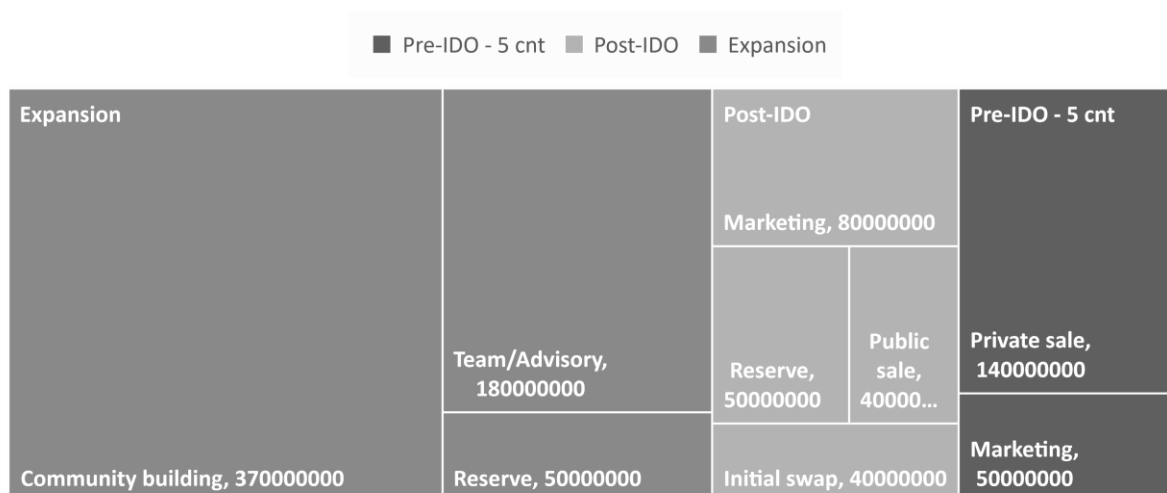 Pre-IDO - 5 cnt Post-IDO Expansion
Expansion
Community building, 370000000
Team/Advisory,
180000000
Reserve, 50000000
Post-IDO
Marketing, 80000000
Reserve,
50000000
Public
sale,
40000...
Initial swap, 40000000
Pre-IDO - 5 cnt
Private sale,
140000000
Marketing,
50000000